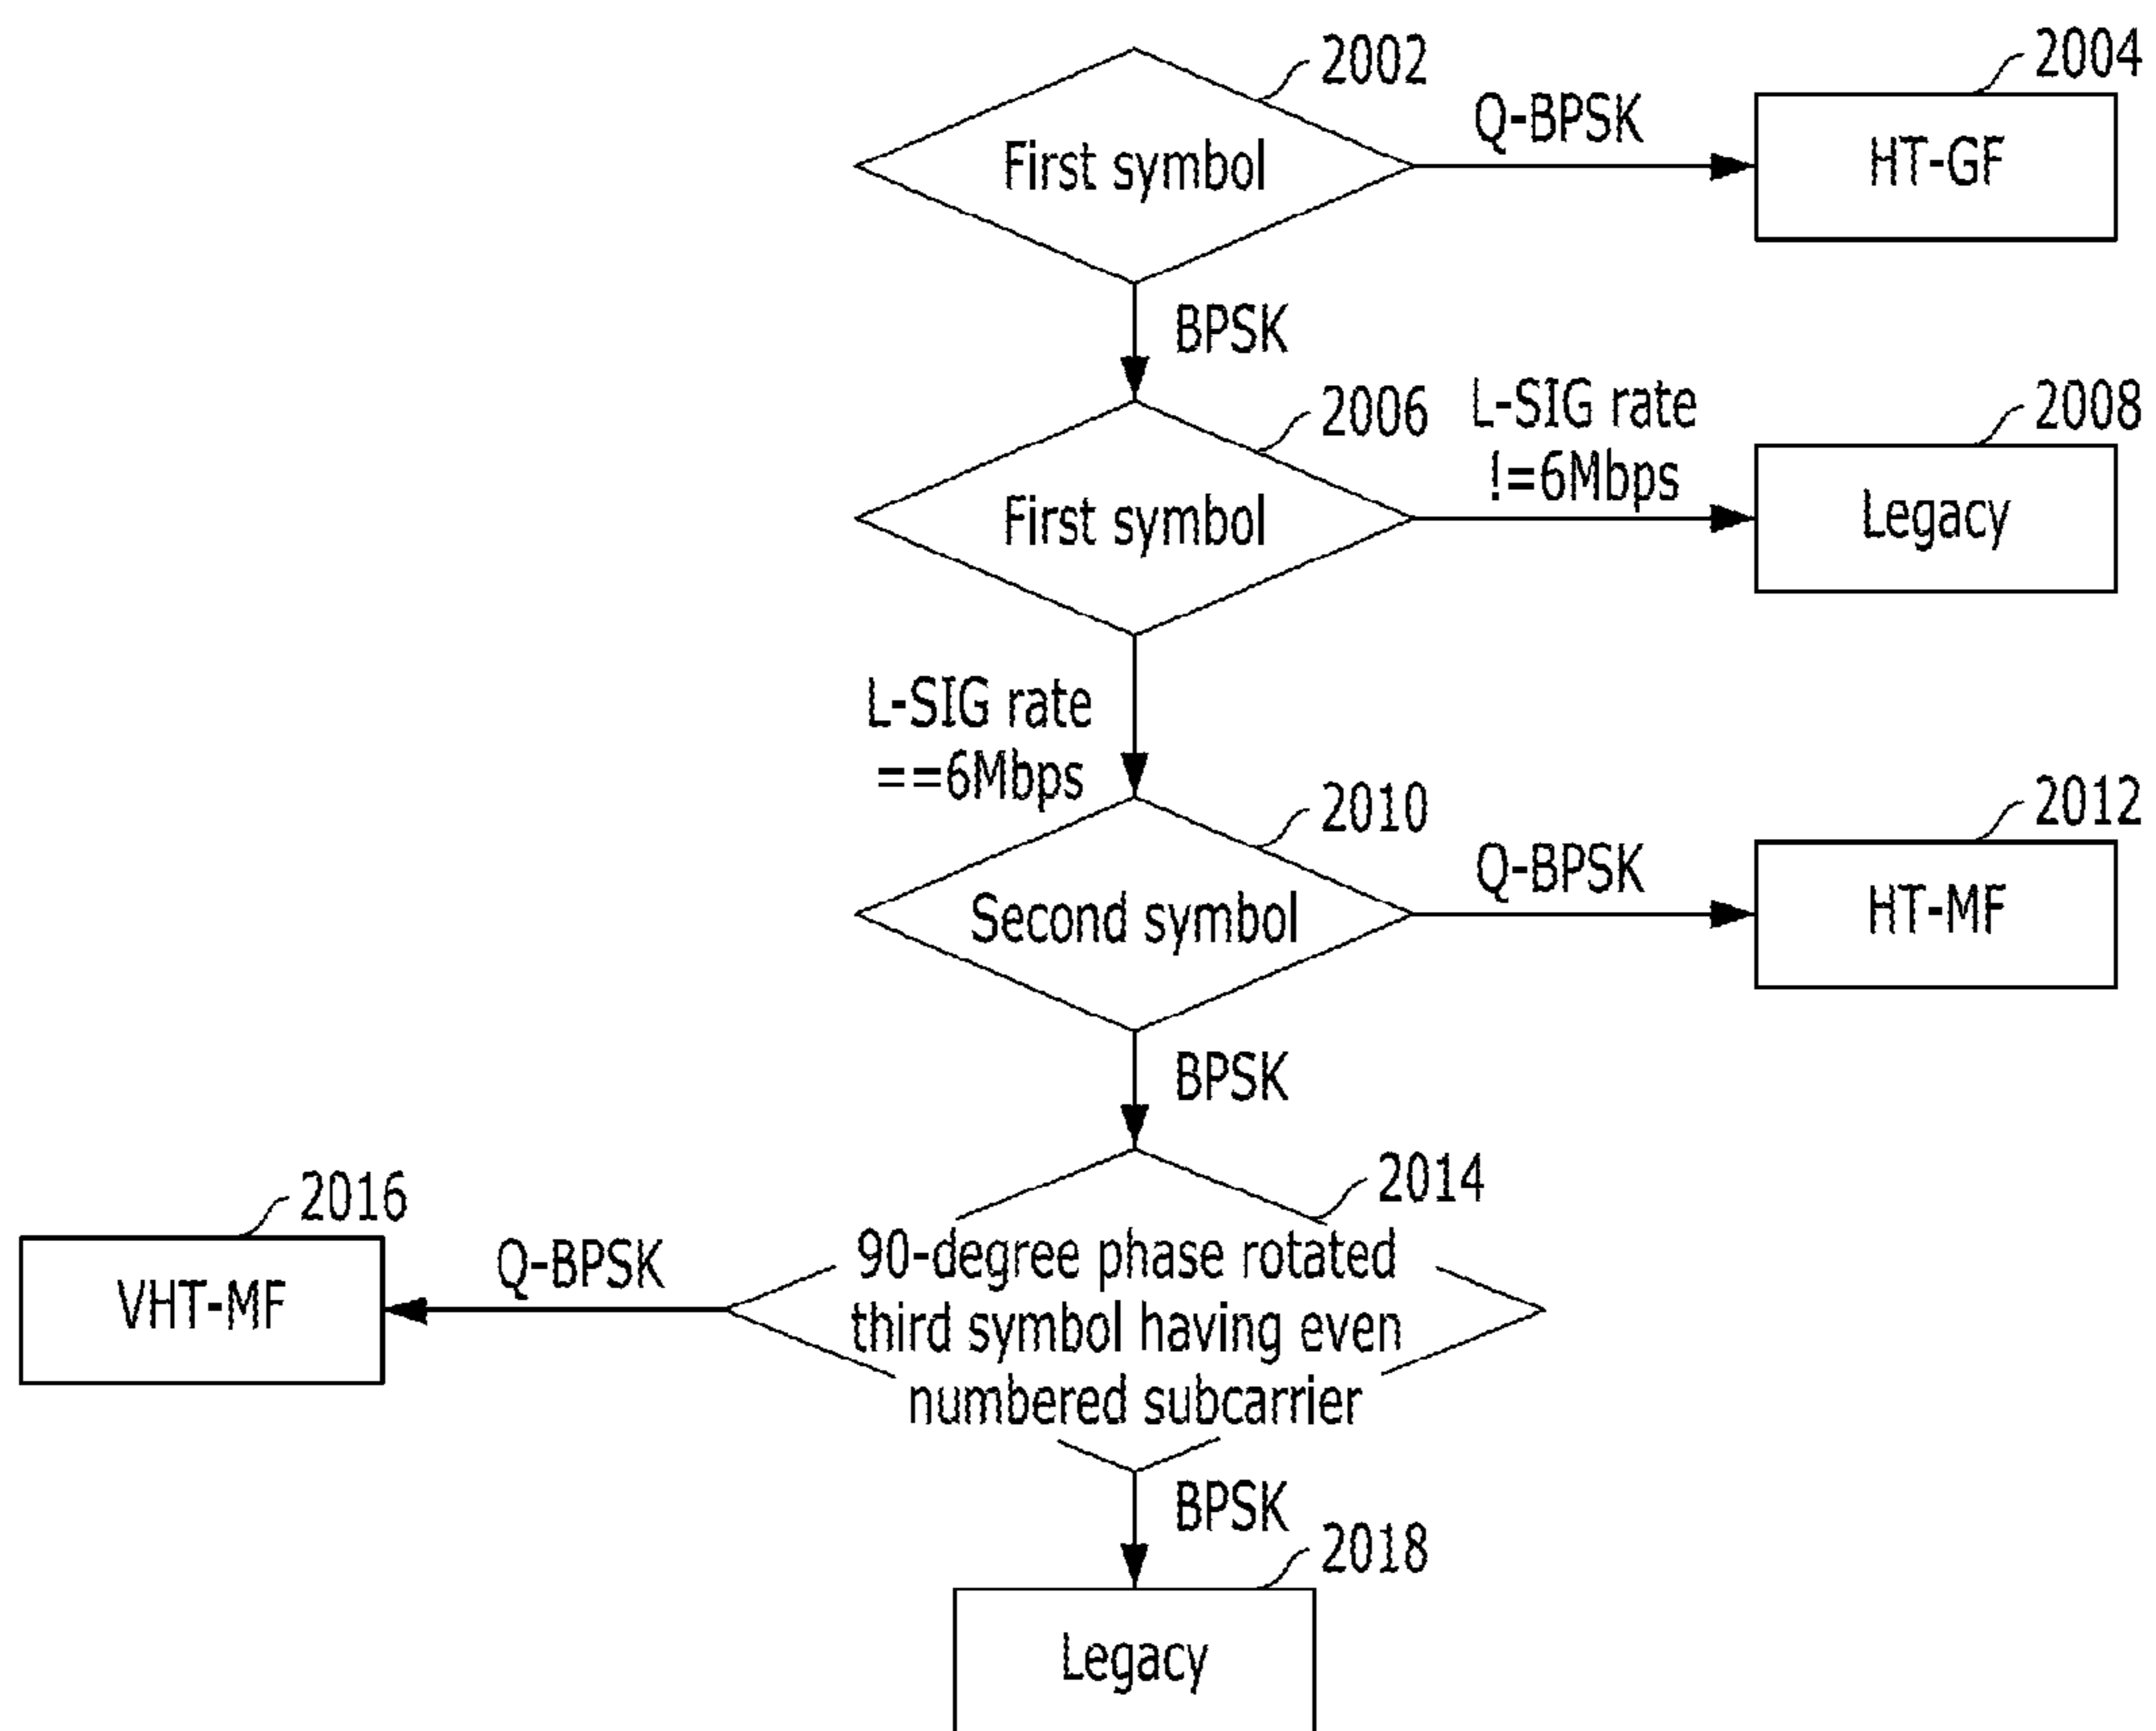 2002
2004
Q-BPSK
First symbol
HT-GF
BPSK
2006
L-SIG rate
2008
!=6Mbps
First symbol
Legacy
L-SIG rate
==6Mbps
2010
2012
Q-BPSK
Second symbol
HT-MF
BPSK
2014
2016
90-degree phase rotated
third symbol having even
numbered subcarrier
Q-BPSK
VHT-MF
BPSK
2018
Legacy